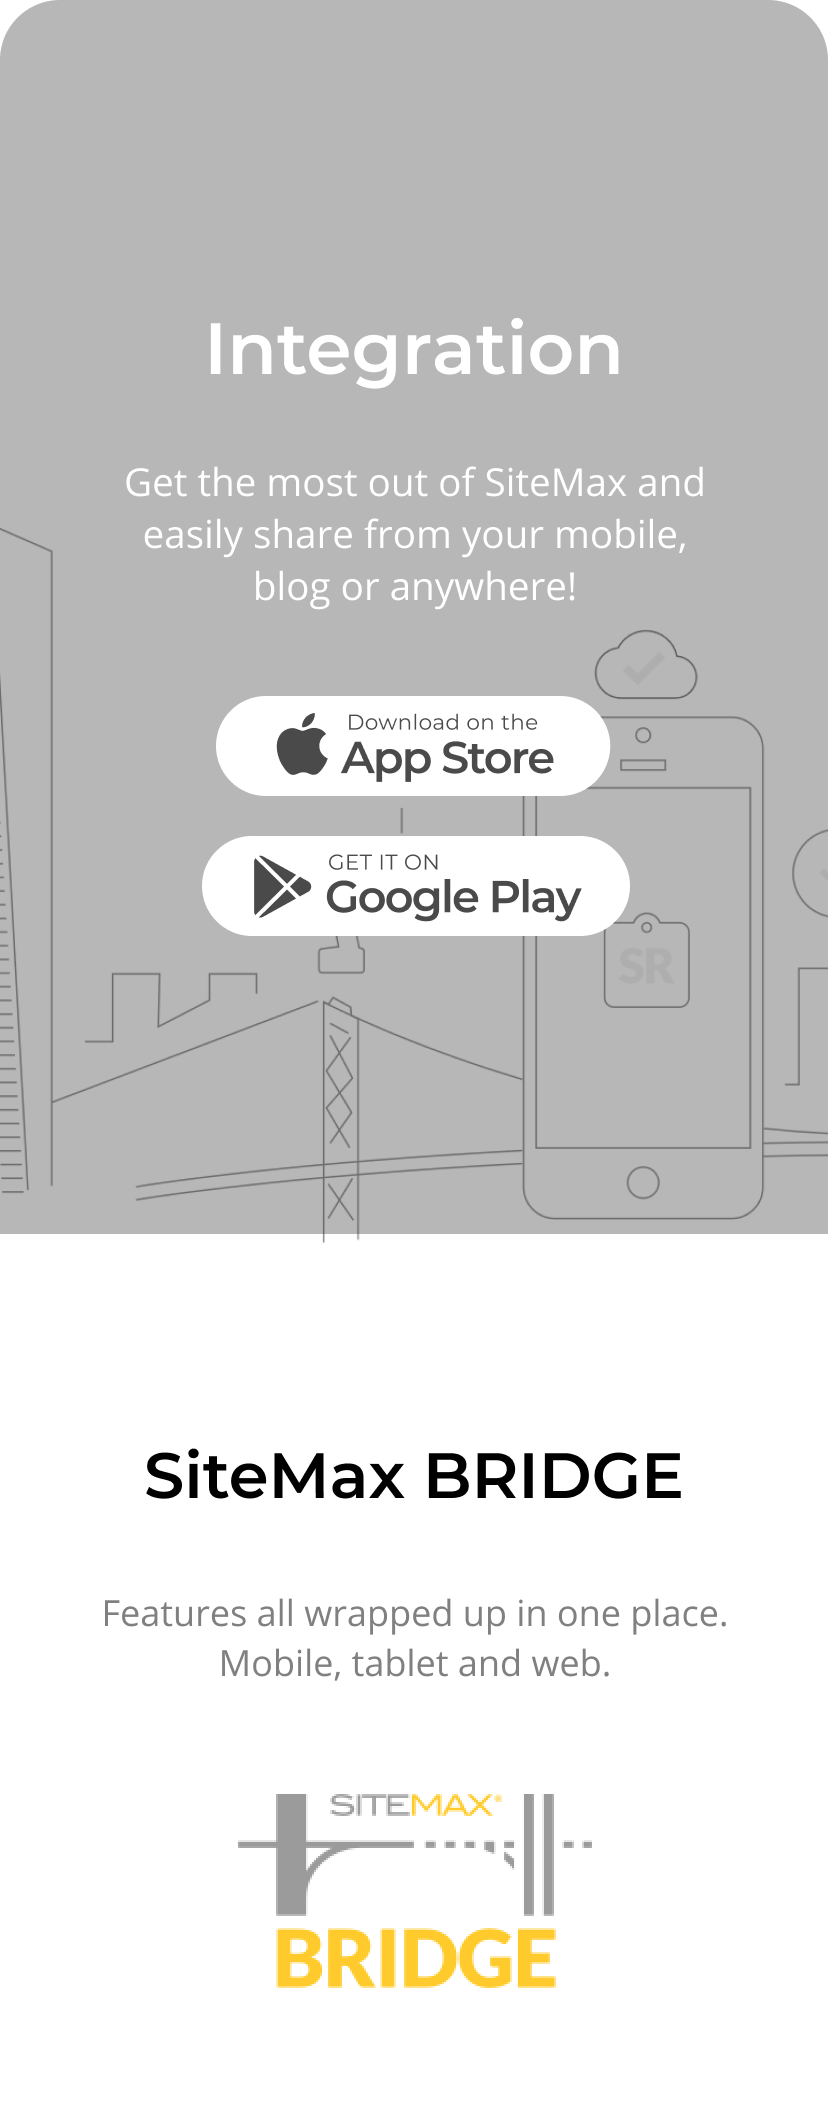 Integration
Get the most out of SiteMax and
easily share from your mobile,
blog or anywhere!
Download on the
App Store
GET IT ON
Google Play
SR
SiteMax BRIDGE
Features all wrapped up in one place.
Mobile, tablet and web.
SITEMAX®
BRIDGE